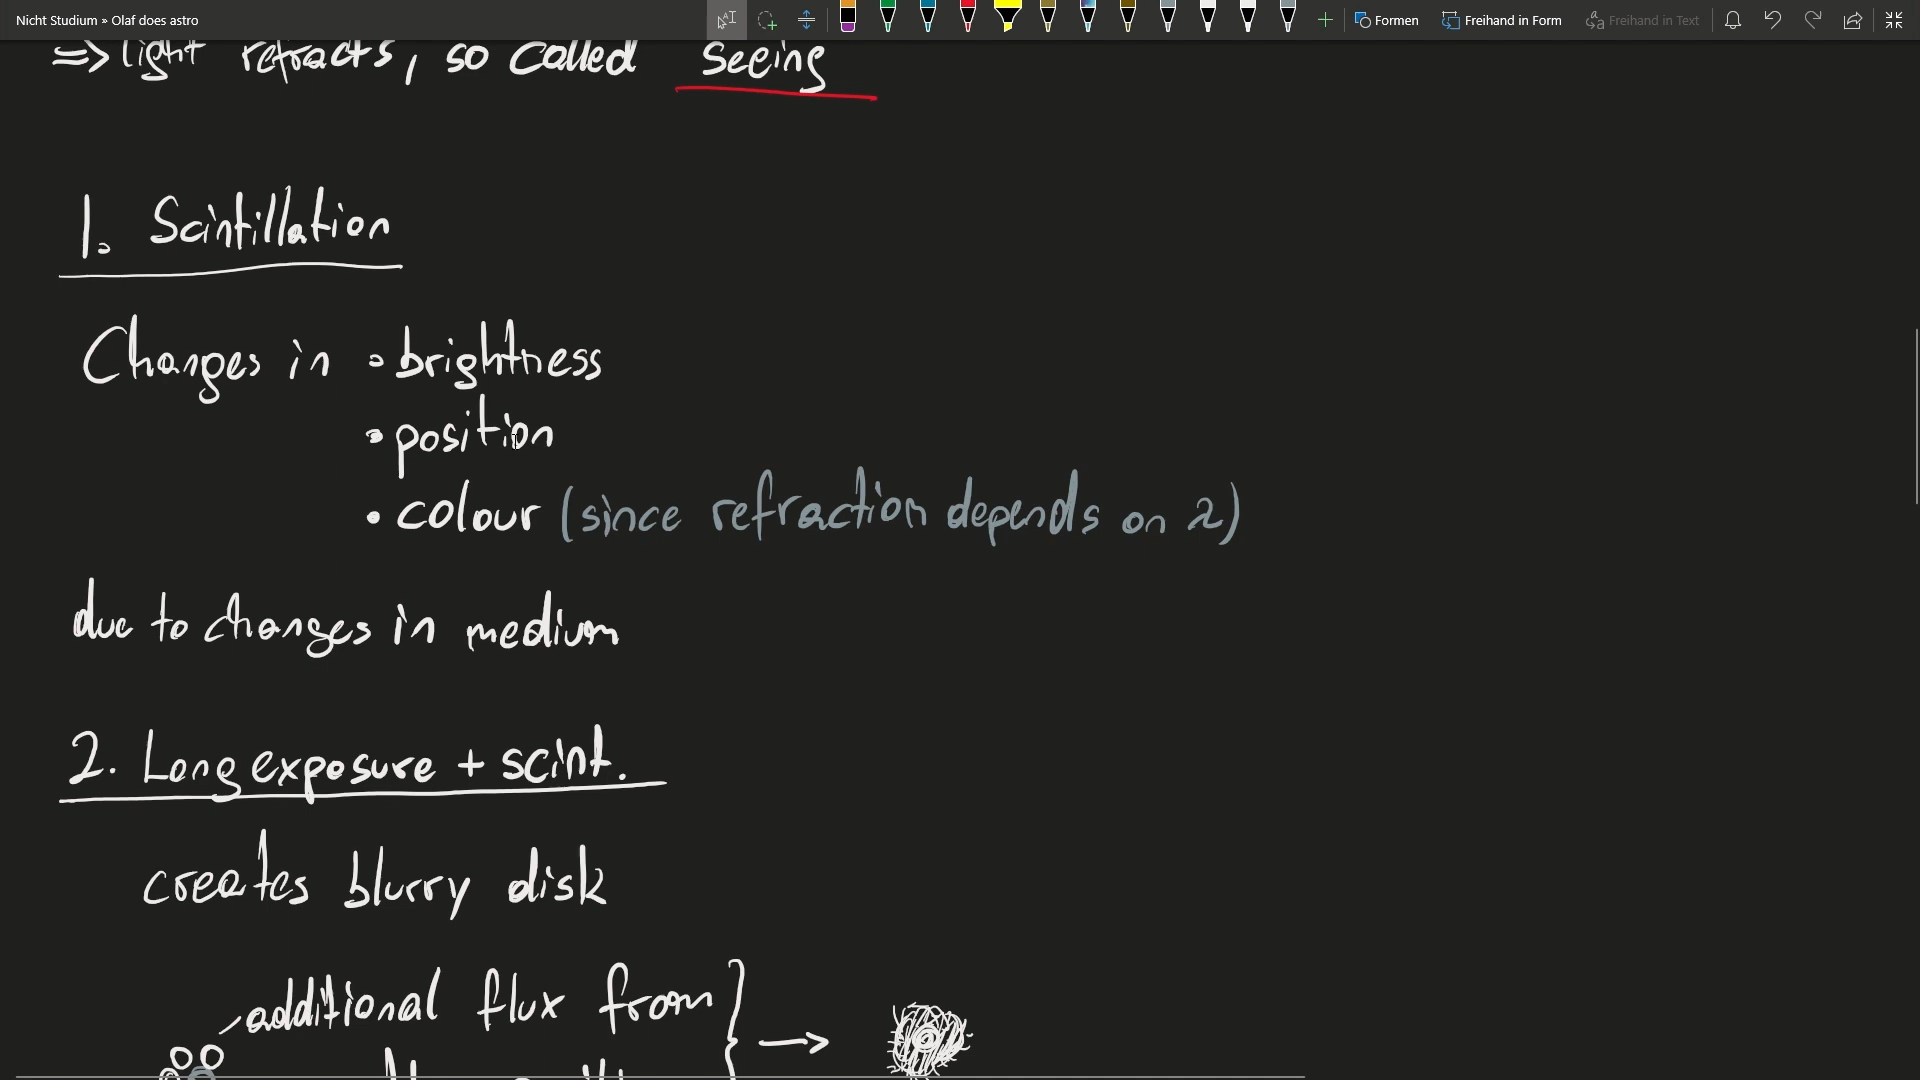 Nicht Studium » Olaf does astro
Formen Freihand in Form Freihand in Text
=> light refracts, so called seeing
1. Scintillation
Changes in • brightness
• position
• colour (since refraction depends on λ)
due to changes in medium
2. Long exposure + scint.
creates blurry disk
additional flux from